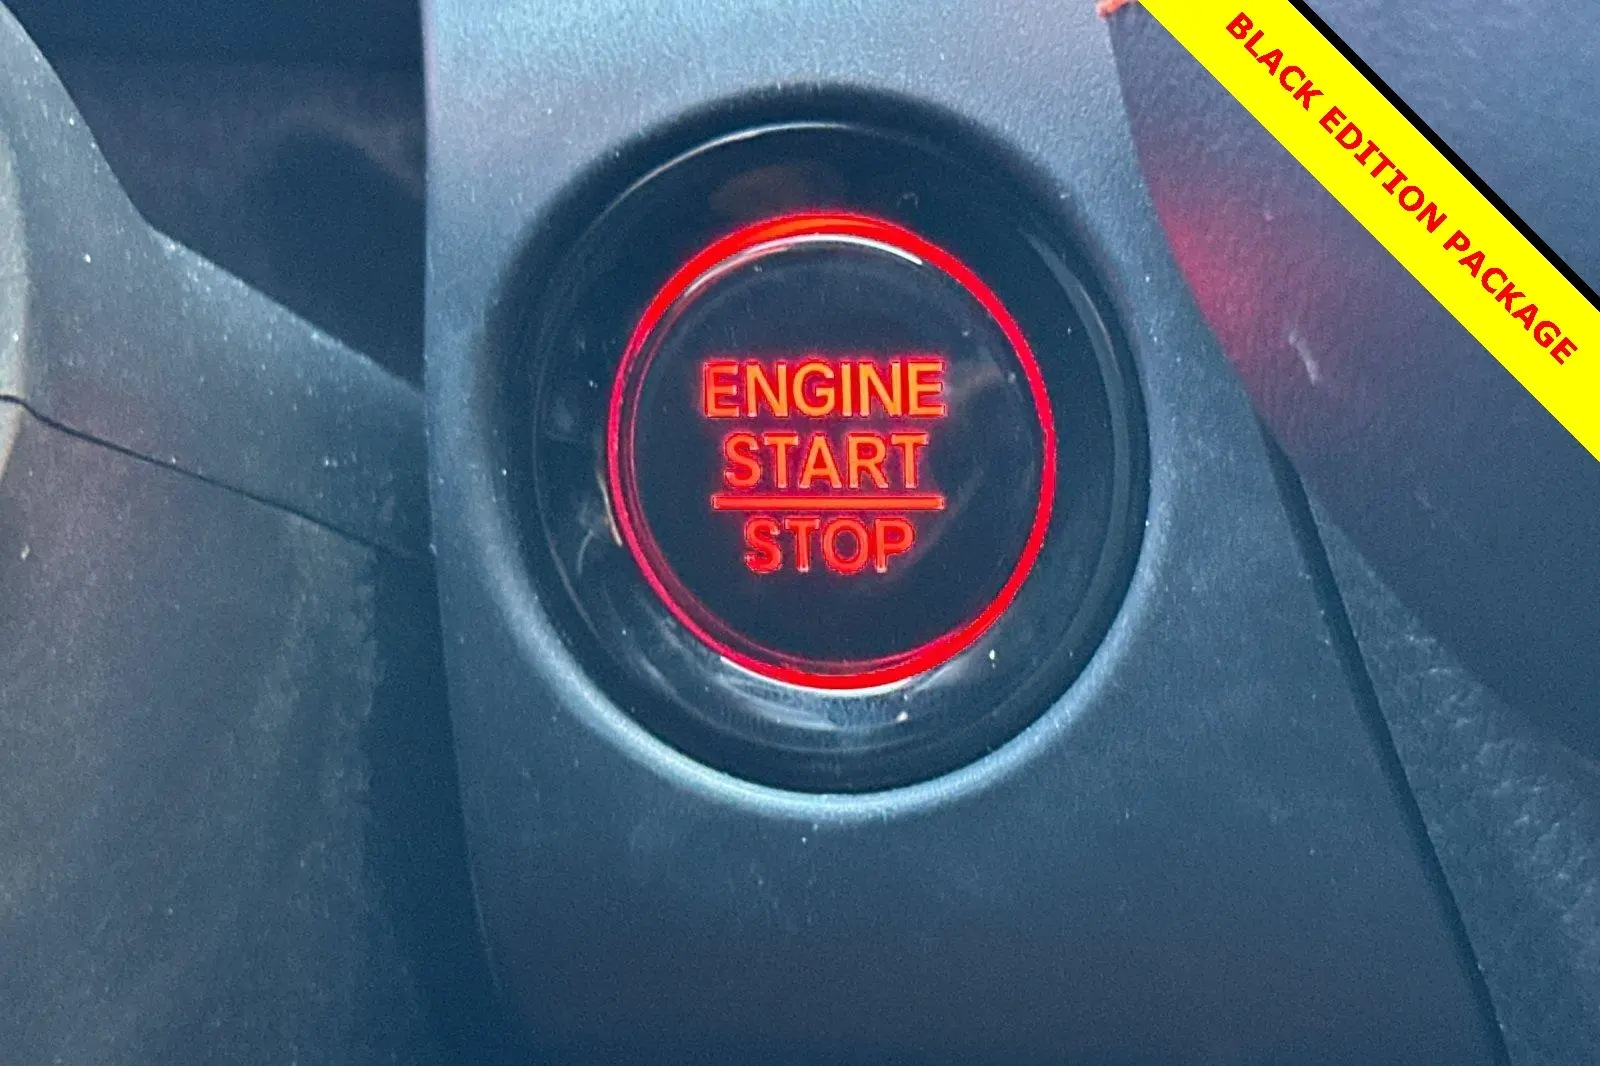 ENGINE
START
STOP
BLACK EDITION PACKAGE